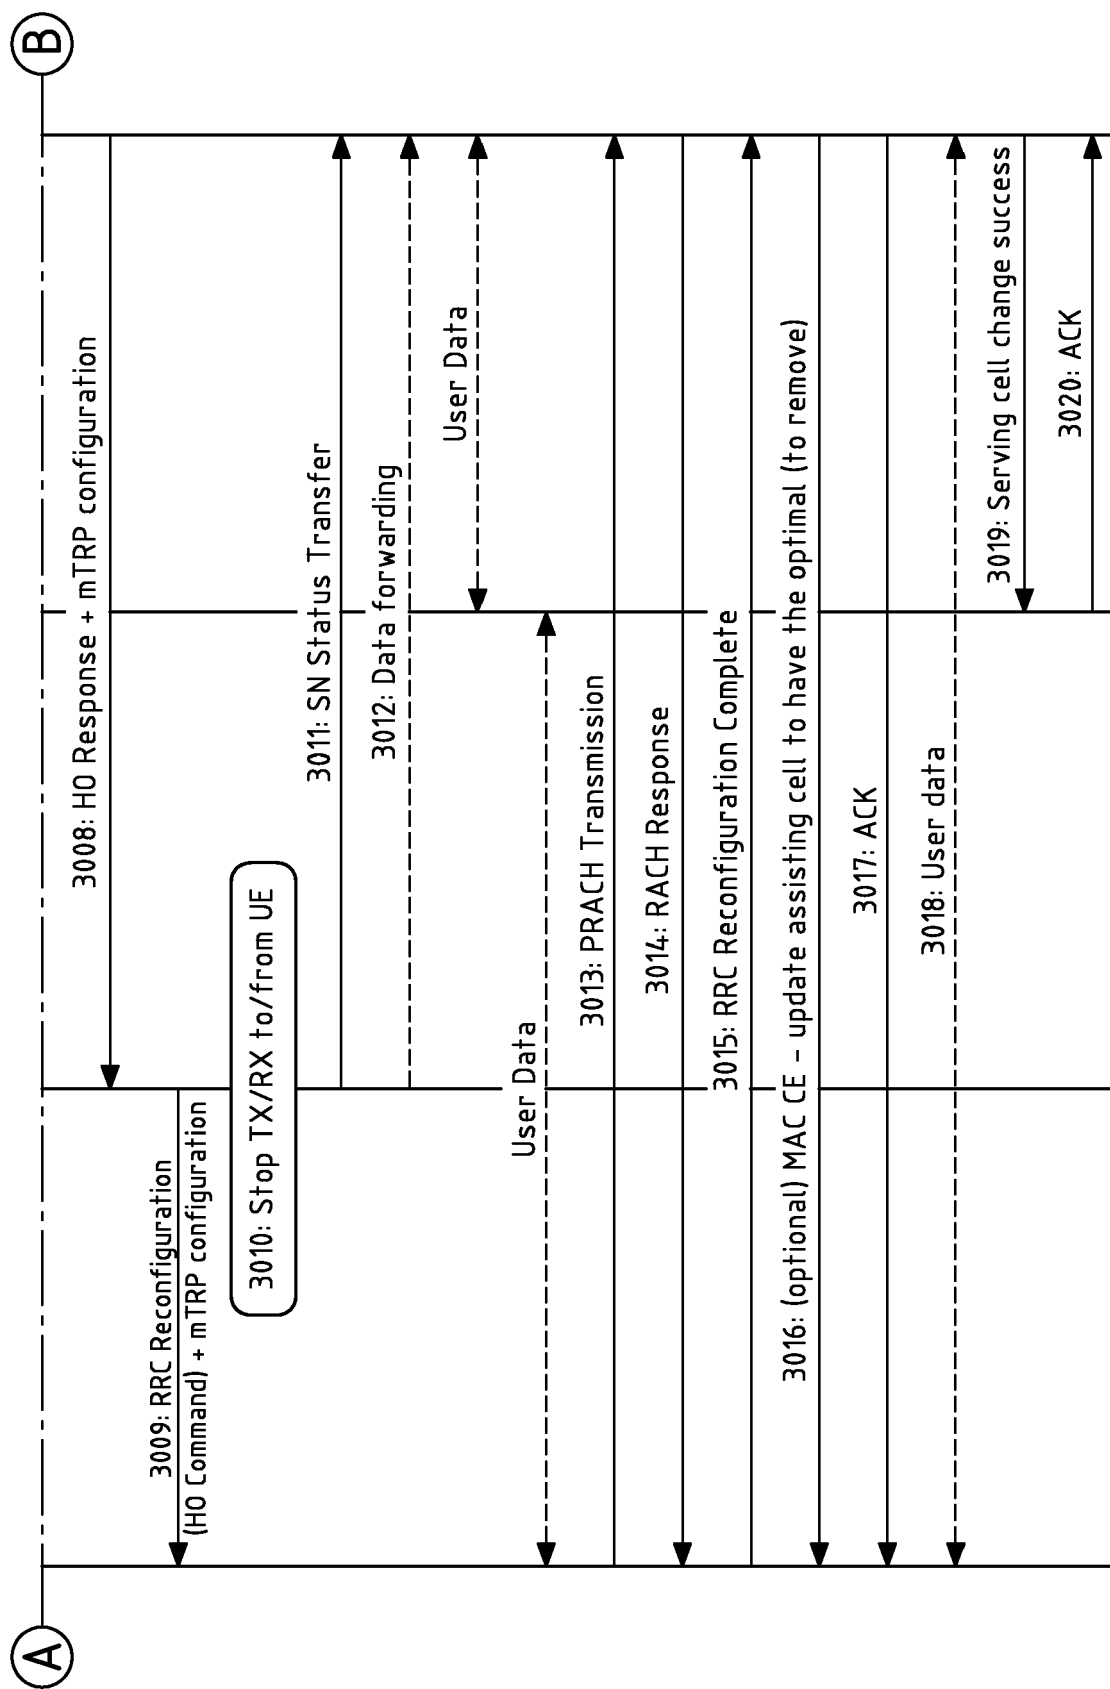 A
B
3008: HO Response + mTRP configuration
3009: RRC Reconfiguration
(HO Command) + mTRP configuration
3010: Stop TX/RX to/from UE
3011: SN Status Transfer
3012: Data forwarding
User Data
User Data
3013: PRACH Transmission
3014: RACH Response
3015: RRC Reconfiguration Complete
3016: (optional) MAC CE – update assisting cell to have the optimal (to remove)
3017: ACK
3018: User data
3019: Serving cell change success
3020: ACK